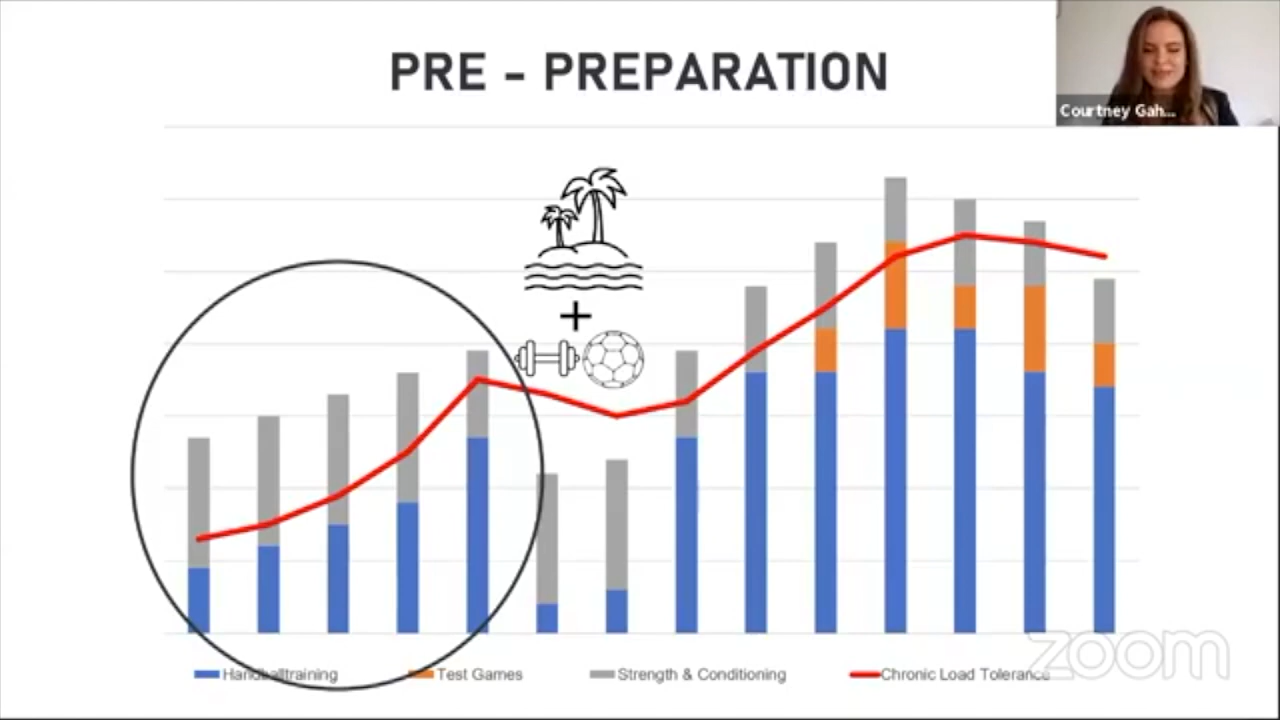 PRE - PREPARATION
Courtney Gah...
Handballtraining
Test Games
Strength & Conditioning
Chronic Load Tolerance
zoom